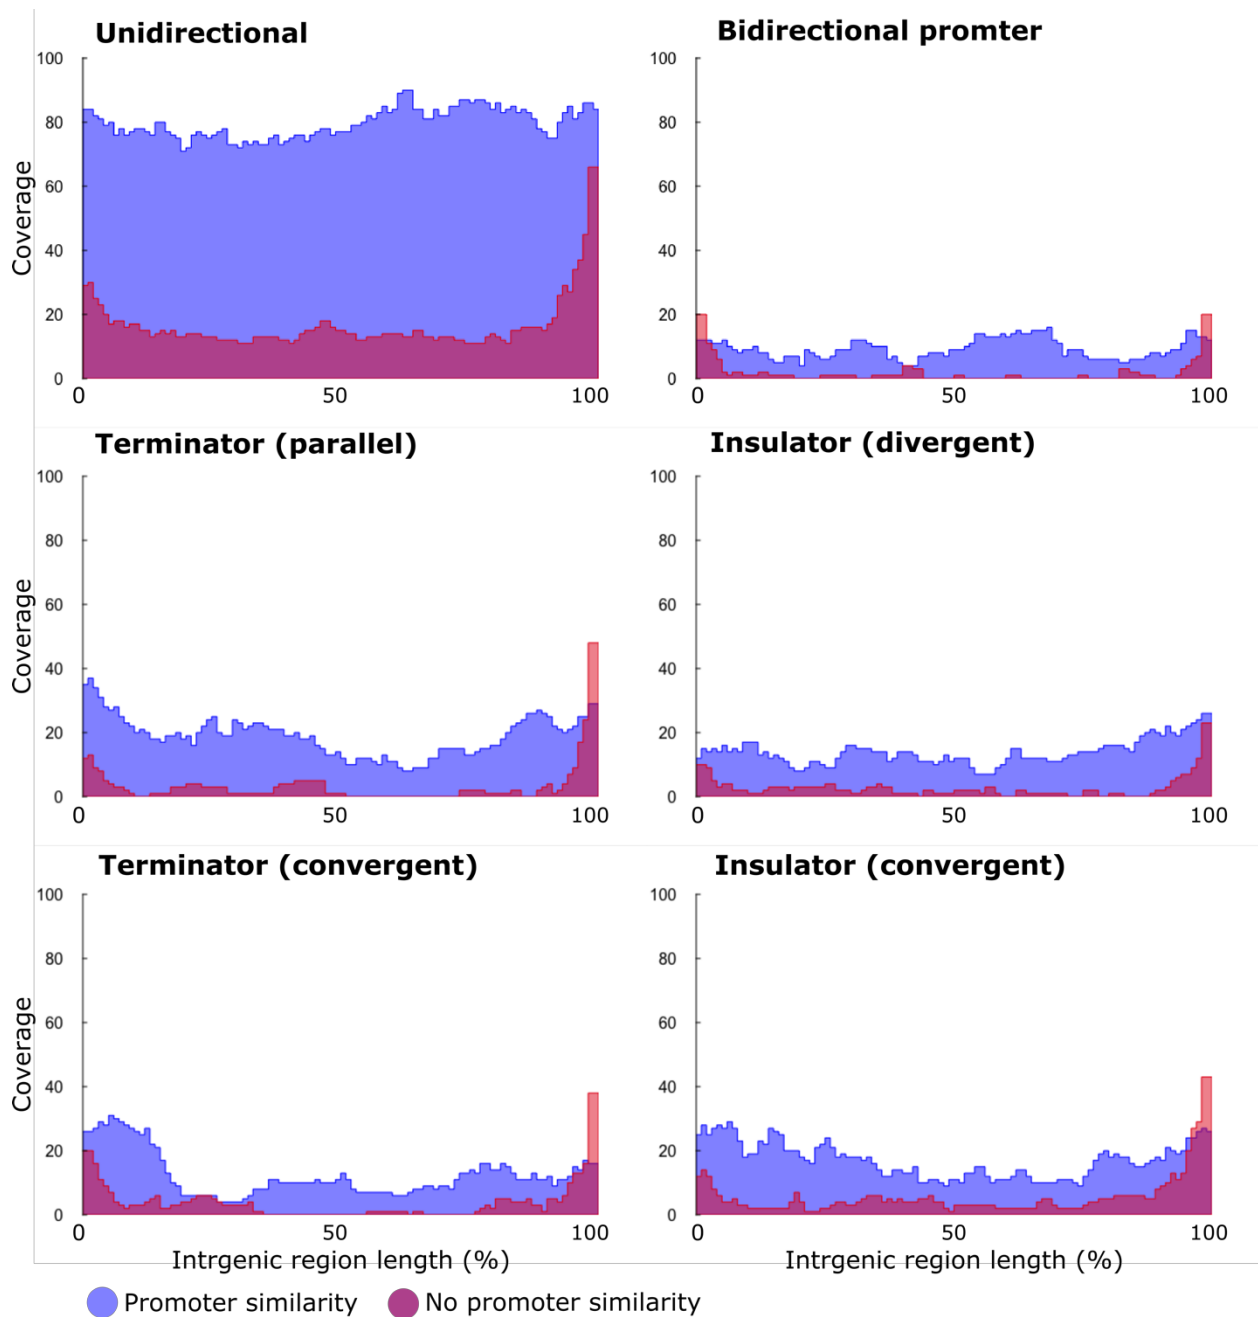 Unidirectional
Bidirectional promter
100
80
60
40
20
0
Coverage
0 50 100
100
80
60
40
20
0
0 50 100
Terminator (parallel)
Insulator (divergent)
100
80
60
40
20
0
Coverage
0 50 100
100
80
60
40
20
0
0 50 100
Terminator (convergent)
Insulator (convergent)
100
80
60
40
20
0
Coverage
0 50 100
Intrgenic region length (%)
100
80
60
40
20
0
0 50 100
Intrgenic region length (%)
Promoter similarity
No promoter similarity